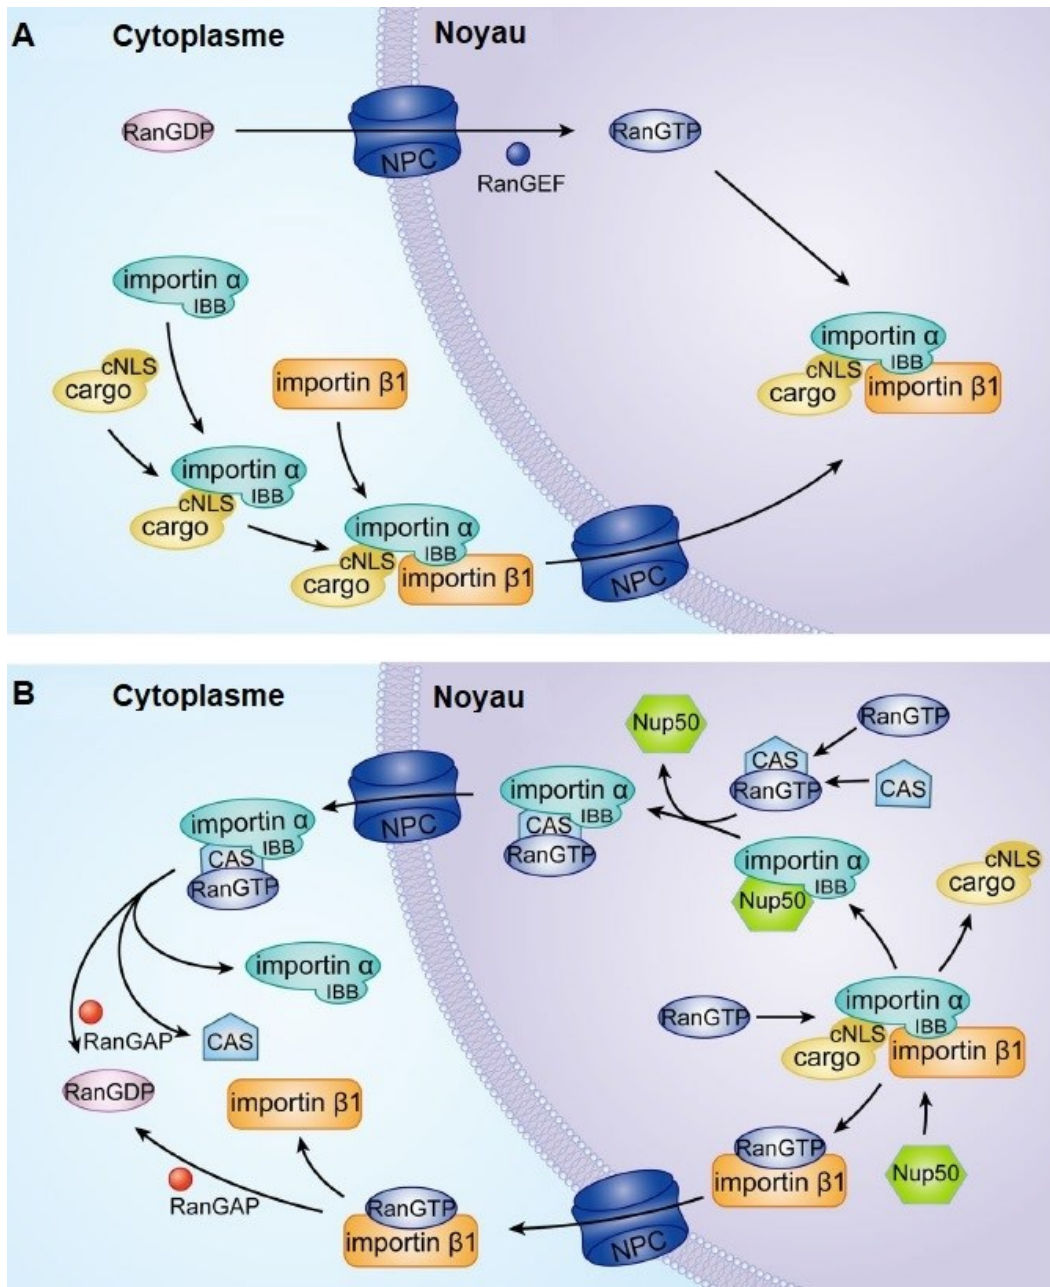 A
Cytoplasme
Noyau
RanGDP
NPC
RanGEF
RanGTP
importin α
IBB
cNLS
cargo
importin β1
importin α
IBB
cNLS
cargo
importin α
IBB
cNLS
cargo
importin β1
importin α
IBB
cNLS
cargo
importin β1
NPC
B
Cytoplasme
Noyau
Nup50
RanGTP
CAS
RanGTP
CAS
importin α
IBB
CAS
RanGTP
NPC
importin α
IBB
CAS
RanGTP
importin α
IBB
Nup50
cNLS
cargo
importin α
IBB
RanGTP
importin α
IBB
cNLS
cargo
importin β1
RanGAP
CAS
RanGDP
importin β1
RanGTP
importin β1
Nup50
RanGAP
RanGTP
importin β1
NPC